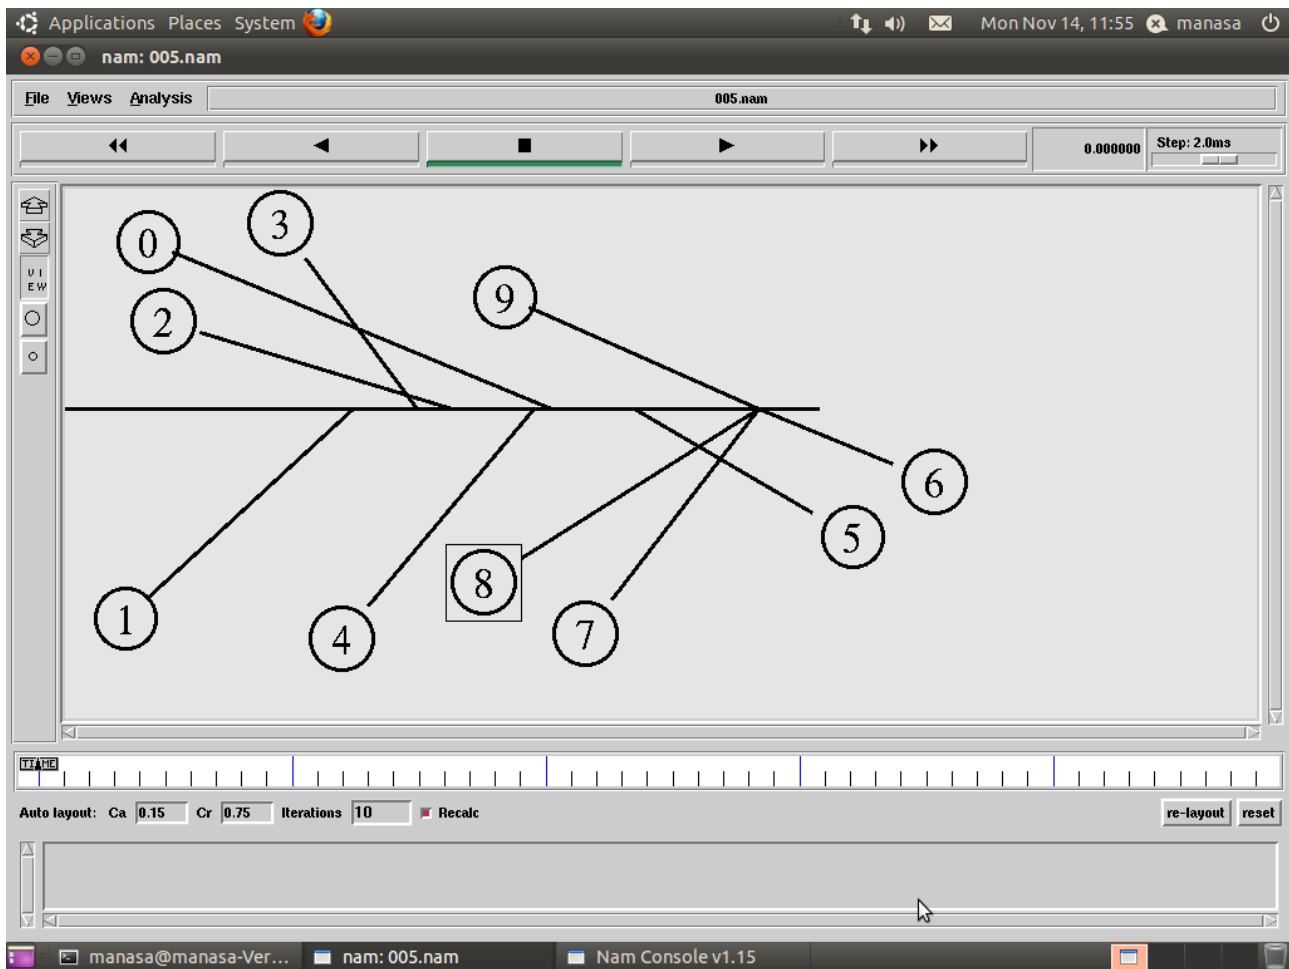 Applications Places System Mon Nov 14, 11:55 manasa
nam: 005.nam
File Views Analysis 005.nam
0.000000 Step: 2.0ms
3
0
V I
E W
9
2
6
5
8
1
4
7
TIME
Auto layout: Ca 0.15 Cr 0.75 Iterations 10 Recalc re-layout reset
manasa@manasa-Ver... nam: 005.nam Nam Console v1.15